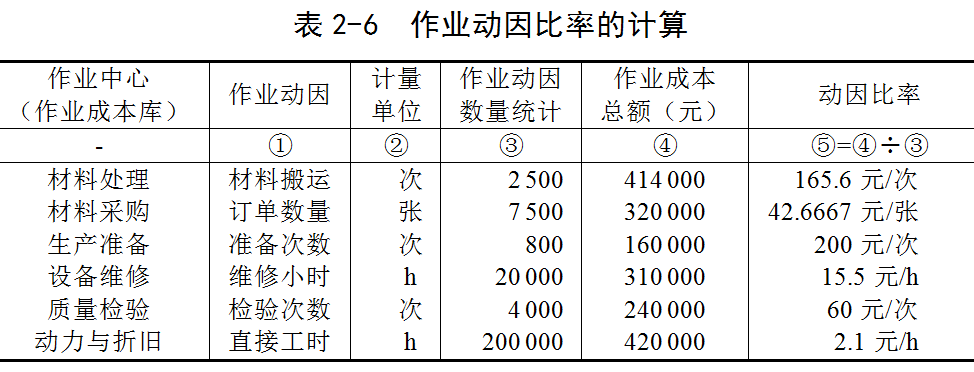 表 2-6 作业动因比率的计算
作业中心（作业成本库） 作业动因 计量单位 作业动因数量统计 作业成本总额（元） 动因比率
- ① ② ③ ④ ⑤=④÷③
材料处理 材料搬运 次 2 500 414 000 165.6 元/次
材料采购 订单数量 张 7 500 320 000 42.6667 元/张
生产准备 准备次数 次 800 160 000 200 元/次
设备维修 维修小时 h 20 000 310 000 15.5 元/h
质量检验 检验次数 次 4 000 240 000 60 元/次
动力与折旧 直接工时 h 200 000 420 000 2.1 元/h